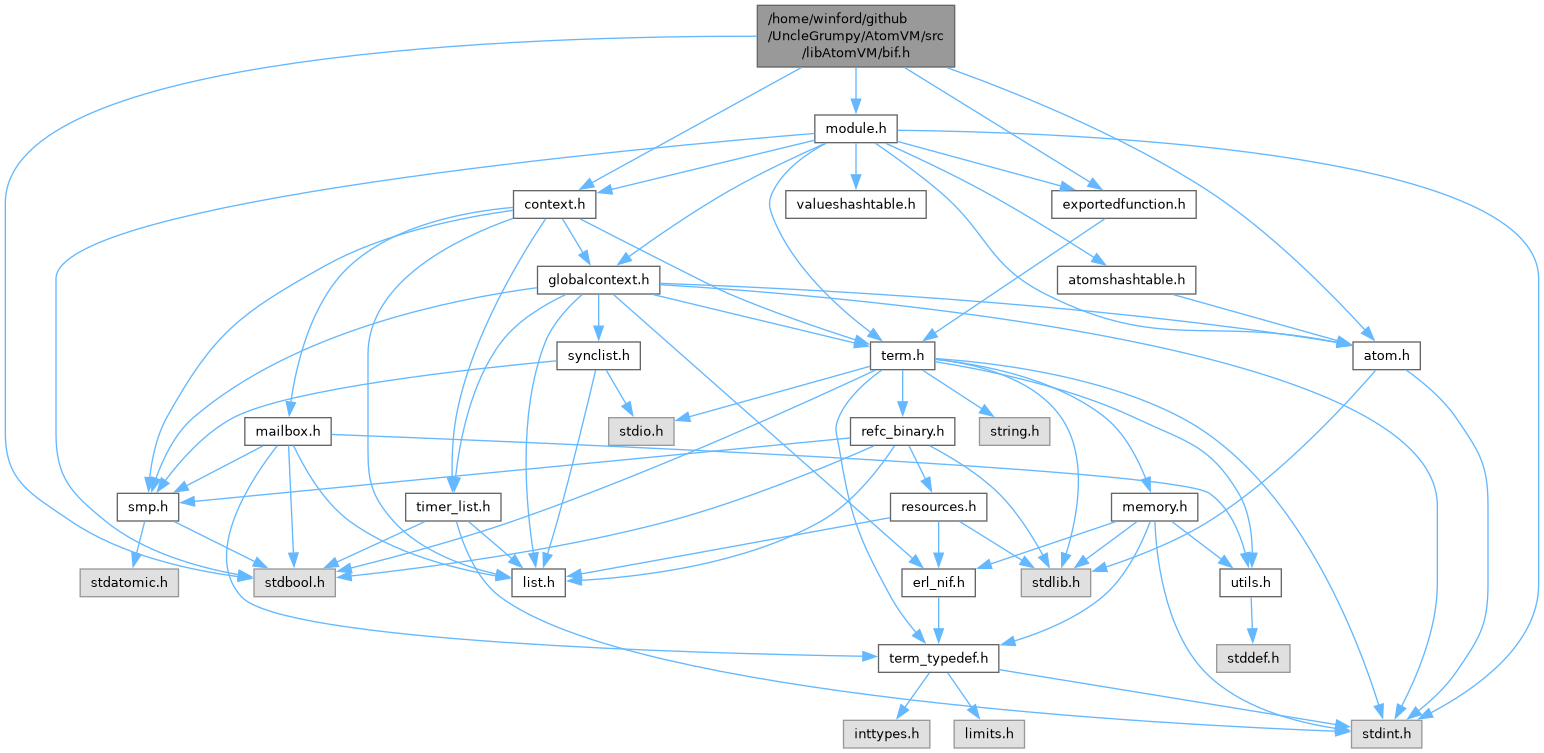 /home/winford/github
/UncleGrumpy/AtomVM/src
/libAtomVM/bif.h
module.h
context.h
valueshashtable.h
exportedfunction.h
globalcontext.h
atomshashtable.h
synclist.h
term.h
atom.h
mailbox.h
stdio.h
refc_binary.h
string.h
smp.h
timer_list.h
resources.h
memory.h
stdatomic.h
stdbool.h
list.h
erl_nif.h
stdlib.h
utils.h
term_typedef.h
stddef.h
inttypes.h
limits.h
stdint.h